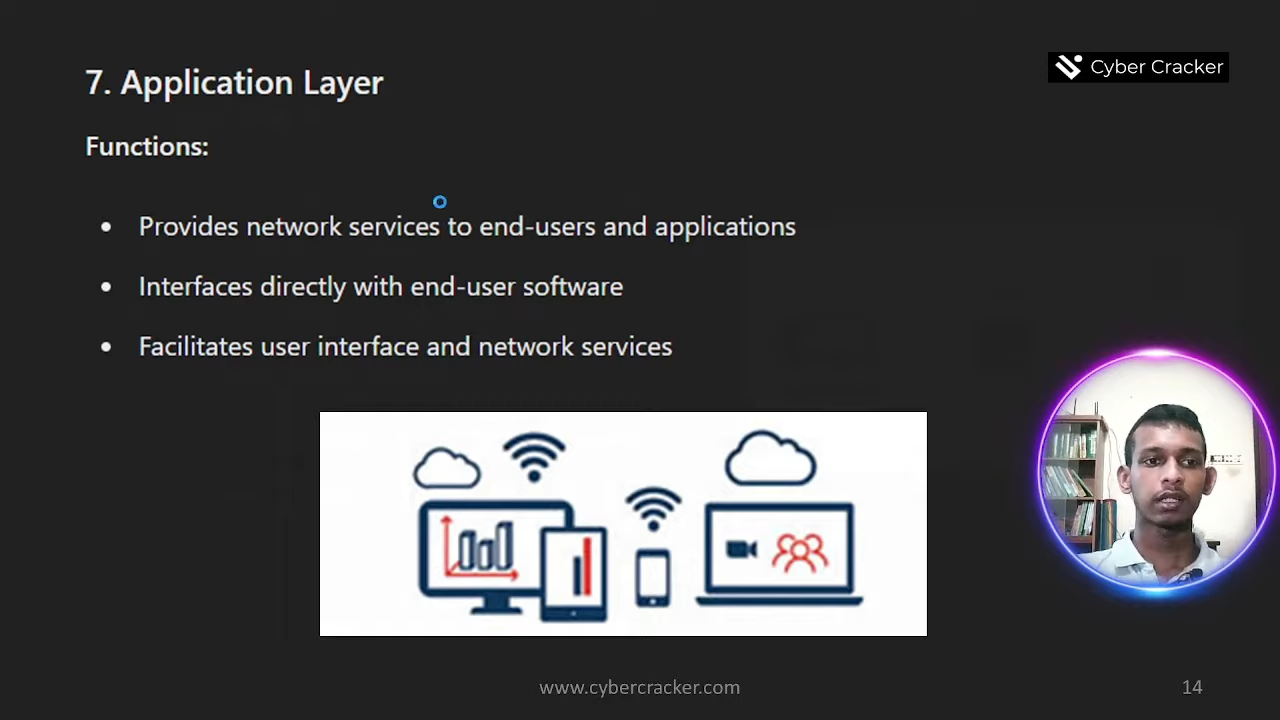 7. Application Layer
Cyber Cracker
Functions:
• Provides network services to end-users and applications
• Interfaces directly with end-user software
• Facilitates user interface and network services
www.cybercracker.com
14